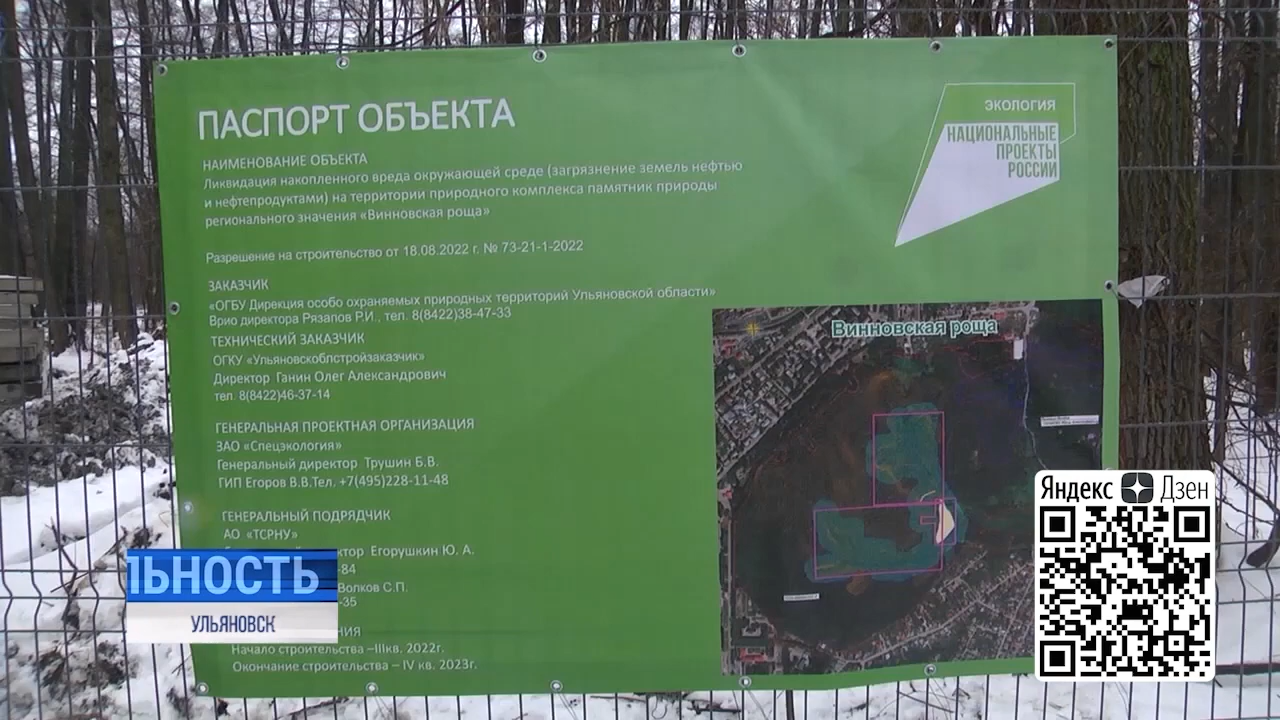 ПАСПОРТ ОБЪЕКТА
НАИМЕНОВАНИЕ ОБЪЕКТА
Ликвидация накопленного вреда окружающей среде (загрязнение земель нефтью
и нефтепродуктами) на территории природного комплекса памятник природы
регионального значения «Винновская роща»
Разрешение на строительство от 18.08.2022 г. № 73-21-1-2022
ЗАКАЗЧИК
«ОГБУ Дирекция особо охраняемых природных территорий Ульяновской области»
Врио директора Рязапов Р.И., тел. 8(8422)38-47-33
ТЕХНИЧЕСКИЙ ЗАКАЗЧИК
ОГКУ «Ульяновскоблстройзаказчик»
Директор Ганин Олег Александрович
тел. 8(8422)46-37-14
ГЕНЕРАЛЬНАЯ ПРОЕКТНАЯ ОРГАНИЗАЦИЯ
ЗАО «Спецэкология»
Генеральный директор Трушин Б.В.
ГИП Егоров В.В.Тел. +7(495)228-11-48
ГЕНЕРАЛЬНЫЙ ПОДРЯДЧИК
АО «ТСРНУ»
ктор Егорушкин Ю. А.
-84
Волков С.П.
-35
НИЯ
Начало строительства –IIIкв. 2022г.
Окончание строительства – IV кв. 2023г.
ЭКОЛОГИЯ
НАЦИОНАЛЬНЫЕ
ПРОЕКТЫ
РОССИИ
Винновская роща
ЛЬНОСТЬ
УЛЬЯНОВСК
Яндекс Дзен